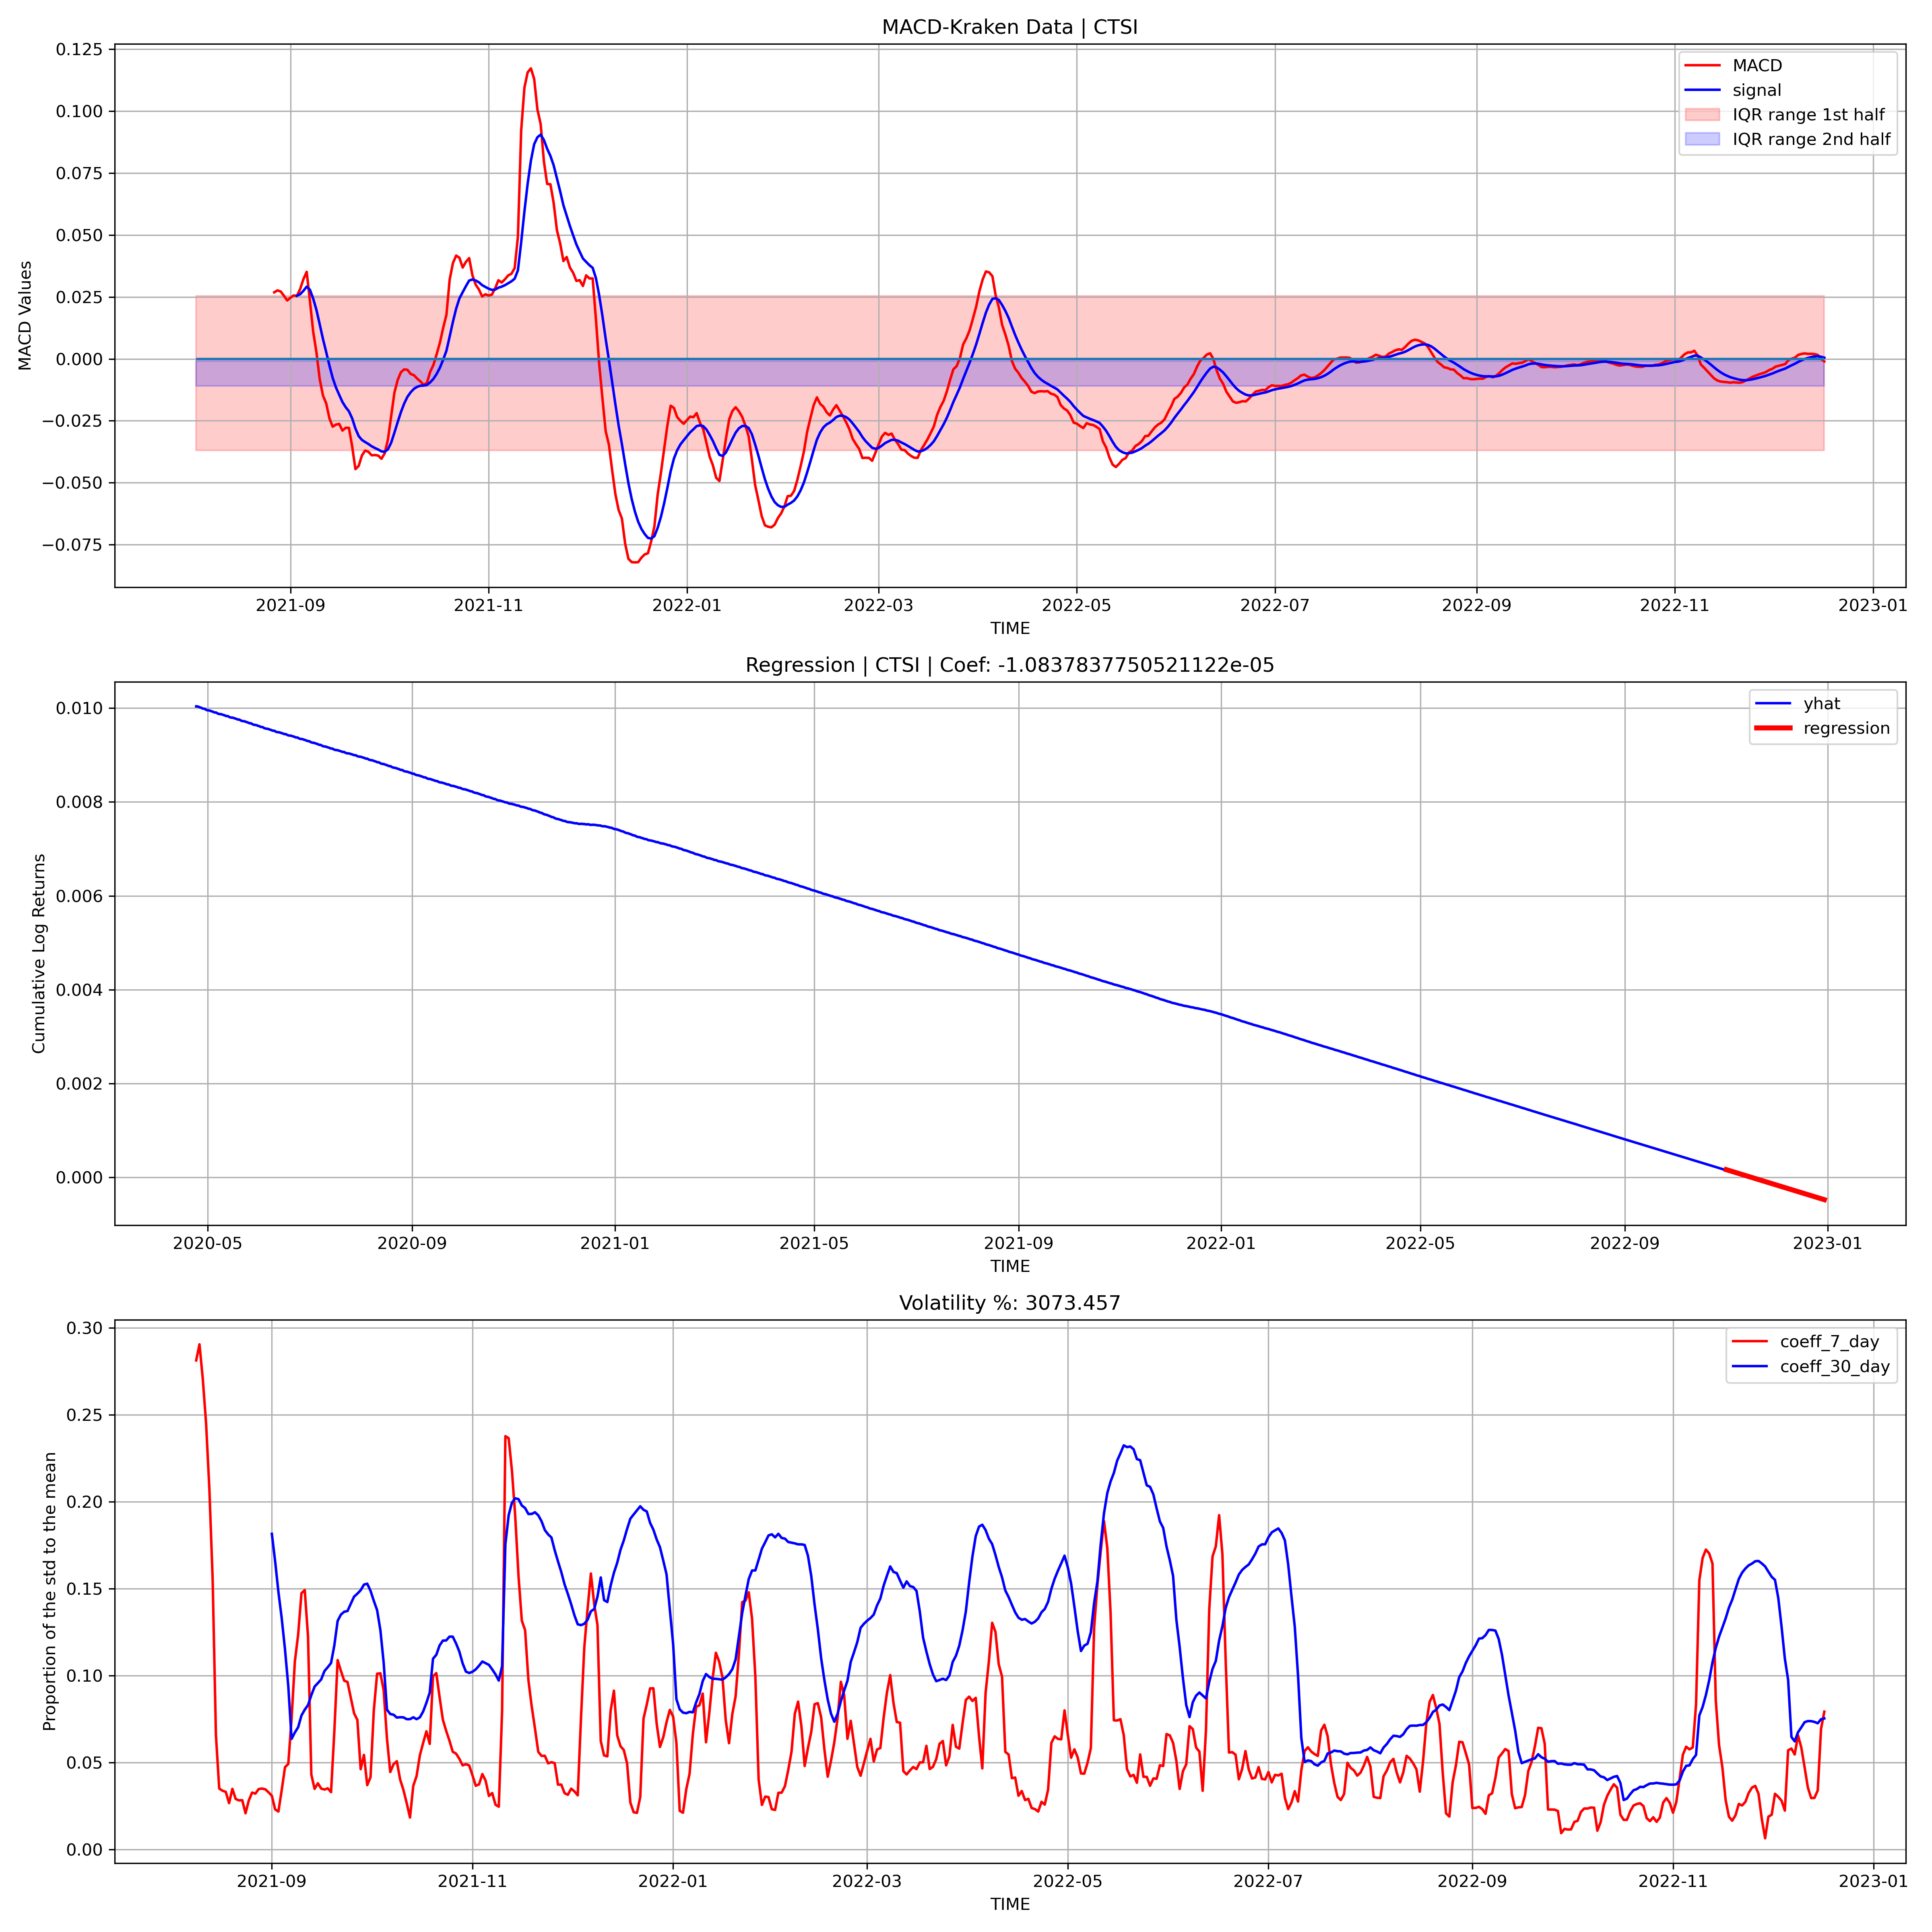 MACD-Kraken Data | CTSI
MACD Values
0.125
0.100
0.075
0.050
0.025
0.000
−0.025
−0.050
−0.075
MACD
signal
IQR range 1st half
IQR range 2nd half
2021-09 2021-11 2022-01 2022-03 2022-05 2022-07 2022-09 2022-11 2023-01
TIME
Regression | CTSI | Coef: -1.0837837750521122e-05
Cumulative Log Returns
0.010
0.008
0.006
0.004
0.002
0.000
yhat
regression
2020-05 2020-09 2021-01 2021-05 2021-09 2022-01 2022-05 2022-09 2023-01
TIME
Volatility %: 3073.457
Proportion of the std to the mean
0.30
0.25
0.20
0.15
0.10
0.05
0.00
coeff_7_day
coeff_30_day
2021-09 2021-11 2022-01 2022-03 2022-05 2022-07 2022-09 2022-11 2023-01
TIME